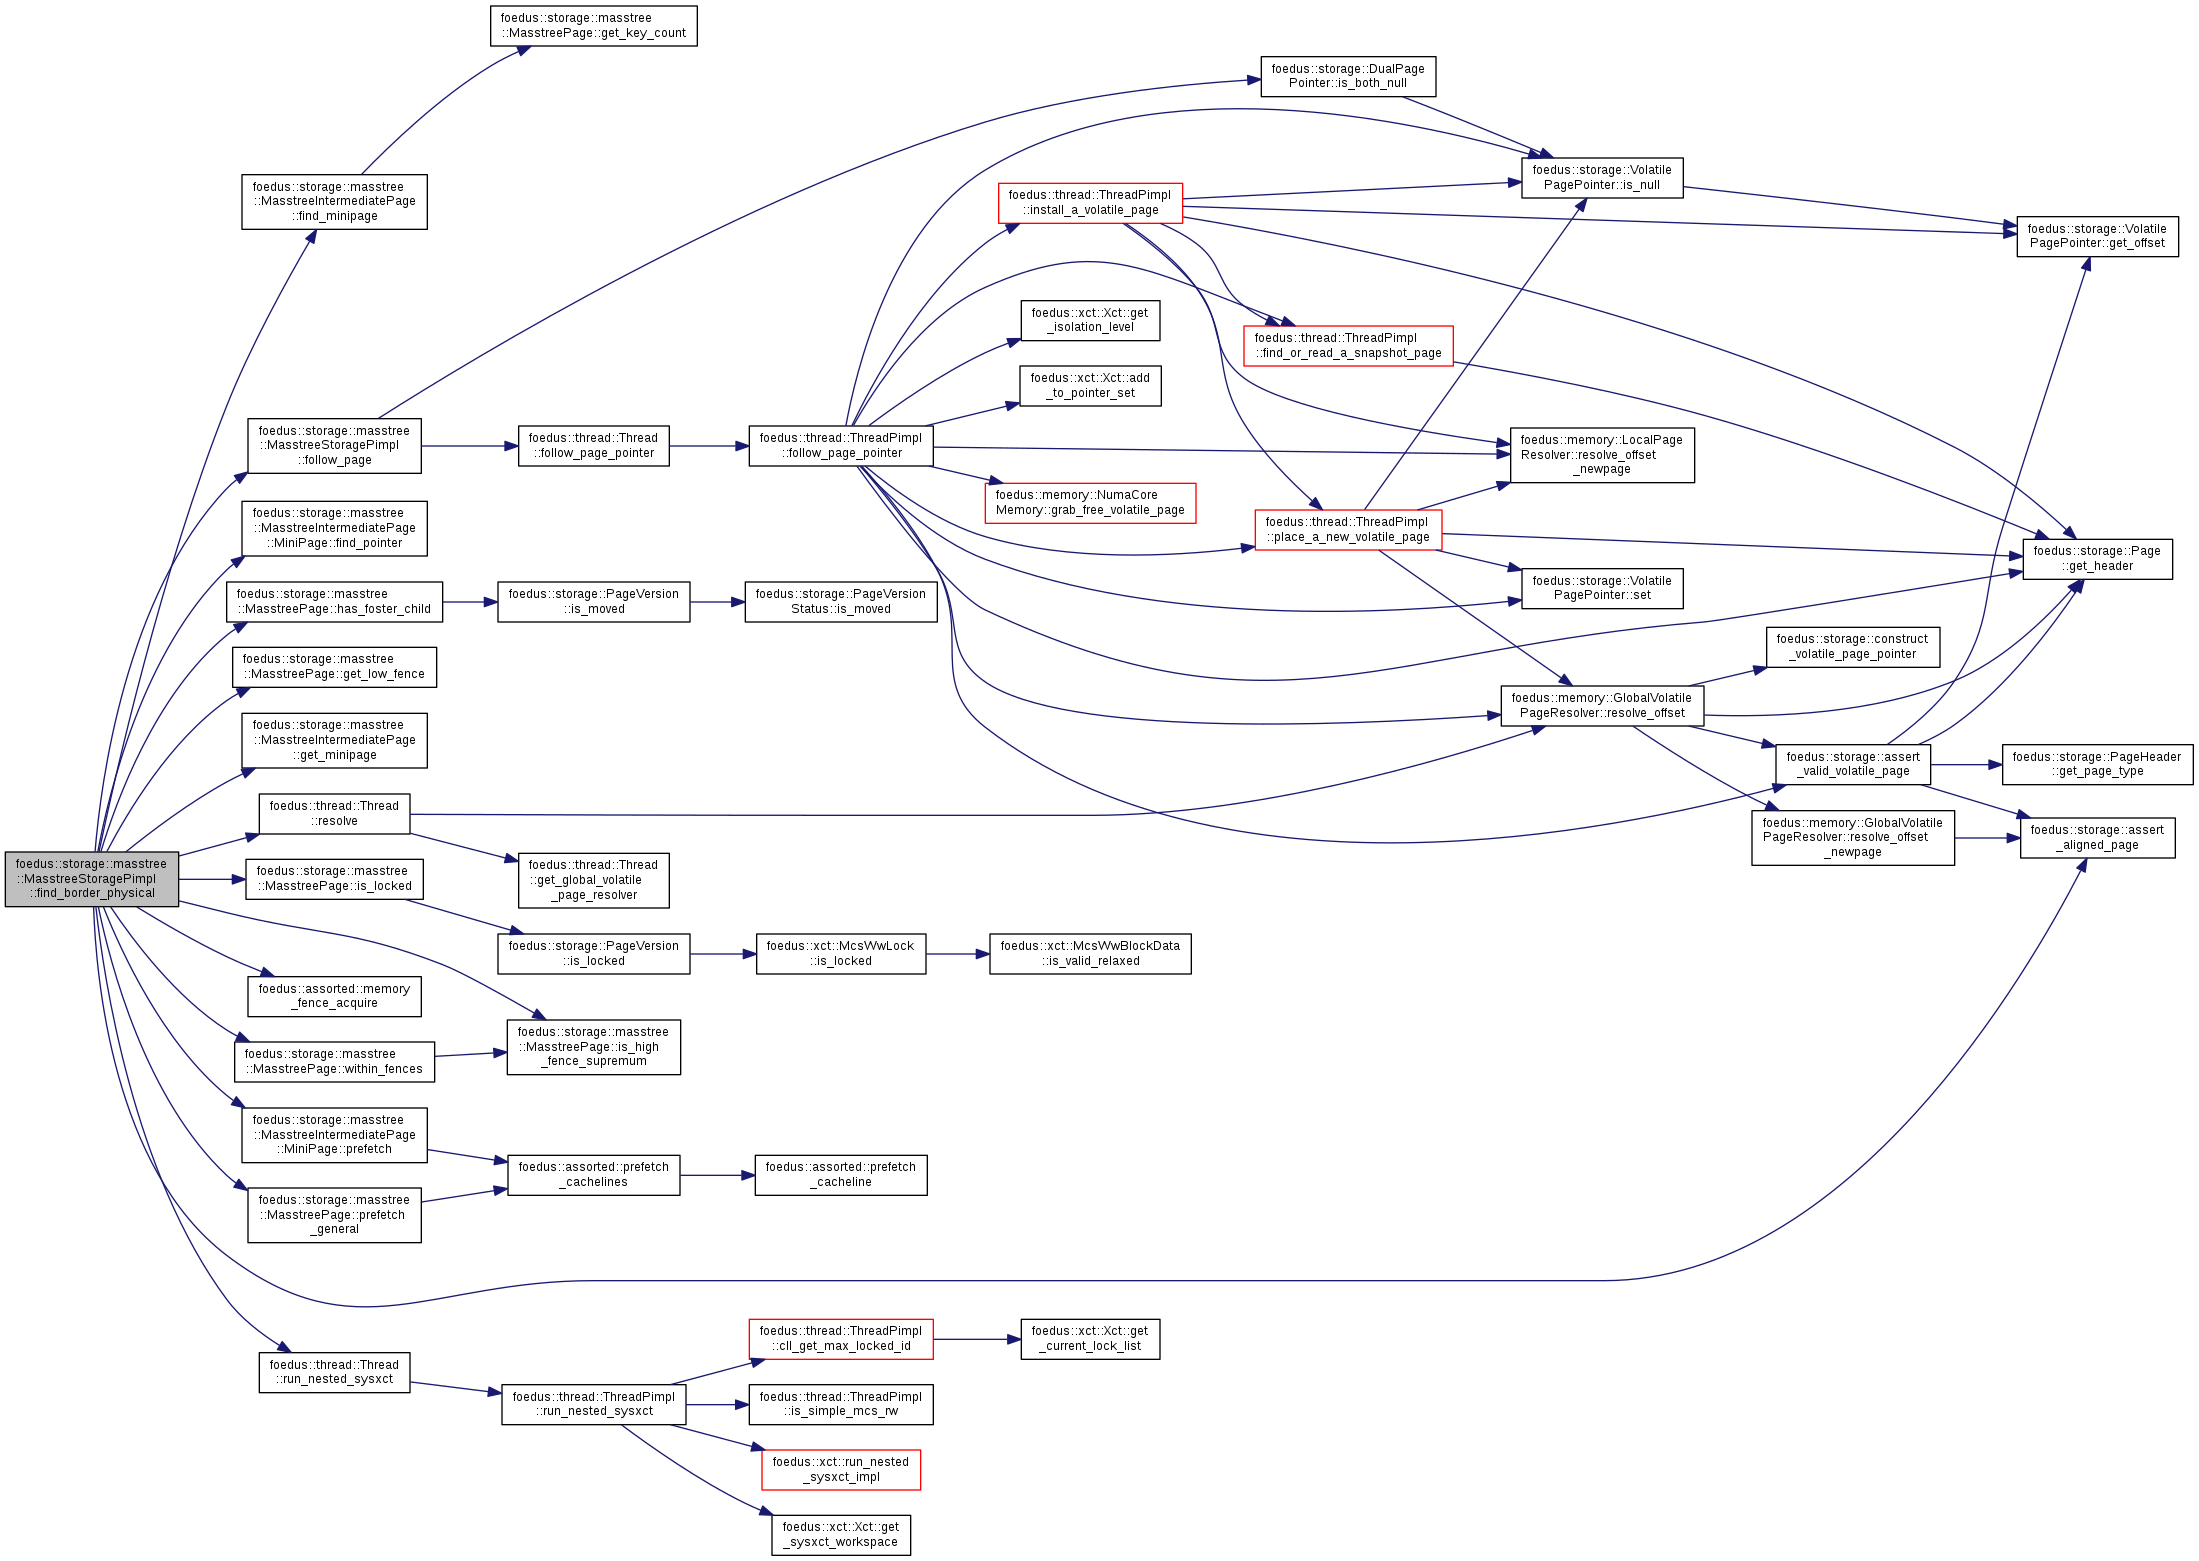 foedus::storage::masstree
::MasstreePage::get_key_count
foedus::storage::DualPage
Pointer::is_both_null
foedus::storage::masstree
::MasstreeIntermediatePage
::find_minipage
foedus::storage::Volatile
PagePointer::is_null
foedus::thread::ThreadPimpl
::install_a_volatile_page
foedus::storage::Volatile
PagePointer::get_offset
foedus::xct::Xct::get
_isolation_level
foedus::thread::ThreadPimpl
::find_or_read_a_snapshot_page
foedus::xct::Xct::add
_to_pointer_set
foedus::storage::masstree
::MasstreeStoragePimpl
::follow_page
foedus::thread::Thread
::follow_page_pointer
foedus::thread::ThreadPimpl
::follow_page_pointer
foedus::memory::LocalPage
Resolver::resolve_offset
_newpage
foedus::memory::NumaCore
Memory::grab_free_volatile_page
foedus::storage::masstree
::MasstreeIntermediatePage
::MiniPage::find_pointer
foedus::thread::ThreadPimpl
::place_a_new_volatile_page
foedus::storage::Page
::get_header
foedus::storage::masstree
::MasstreePage::has_foster_child
foedus::storage::PageVersion
::is_moved
foedus::storage::PageVersion
Status::is_moved
foedus::storage::Volatile
PagePointer::set
foedus::storage::masstree
::MasstreePage::get_low_fence
foedus::storage::construct
_volatile_page_pointer
foedus::memory::GlobalVolatile
PageResolver::resolve_offset
foedus::storage::masstree
::MasstreeIntermediatePage
::get_minipage
foedus::storage::assert
_valid_volatile_page
foedus::storage::PageHeader
::get_page_type
foedus::thread::Thread
::resolve
foedus::memory::GlobalVolatile
PageResolver::resolve_offset
_newpage
foedus::storage::assert
_aligned_page
foedus::storage::masstree
::MasstreeStoragePimpl
::find_border_physical
foedus::storage::masstree
::MasstreePage::is_locked
foedus::thread::Thread
::get_global_volatile
_page_resolver
foedus::storage::PageVersion
::is_locked
foedus::xct::McsWwLock
::is_locked
foedus::xct::McsWwBlockData
::is_valid_relaxed
foedus::assorted::memory
_fence_acquire
foedus::storage::masstree
::MasstreePage::is_high
_fence_supremum
foedus::storage::masstree
::MasstreePage::within_fences
foedus::storage::masstree
::MasstreeIntermediatePage
::MiniPage::prefetch
foedus::assorted::prefetch
_cachelines
foedus::assorted::prefetch
_cacheline
foedus::storage::masstree
::MasstreePage::prefetch
_general
foedus::thread::ThreadPimpl
::cll_get_max_locked_id
foedus::xct::Xct::get
_current_lock_list
foedus::thread::Thread
::run_nested_sysxct
foedus::thread::ThreadPimpl
::run_nested_sysxct
foedus::thread::ThreadPimpl
::is_simple_mcs_rw
foedus::xct::run_nested
_sysxct_impl
foedus::xct::Xct::get
_sysxct_workspace